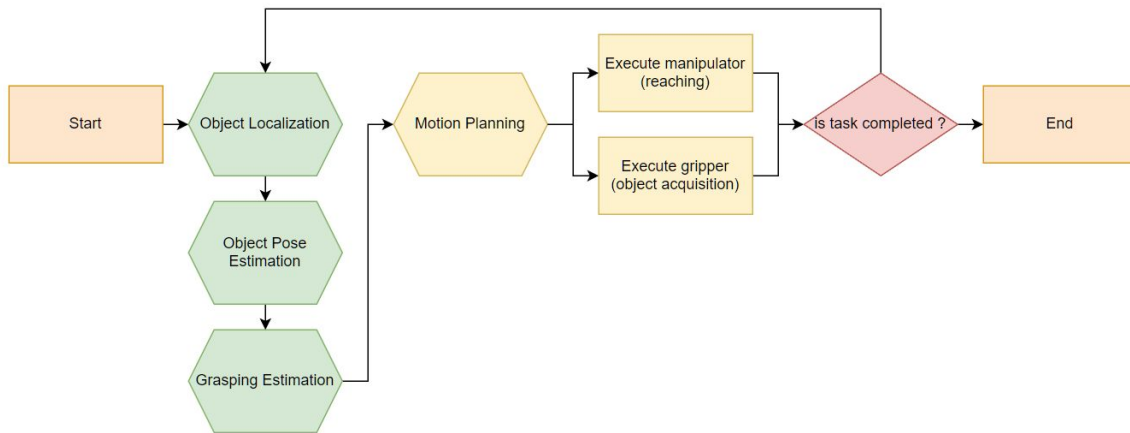 Start
Object Localization
Object Pose
Estimation
Grasping Estimation
Motion Planning
Execute manipulator
(reaching)
Execute gripper
(object acquisition)
is task completed ?
End